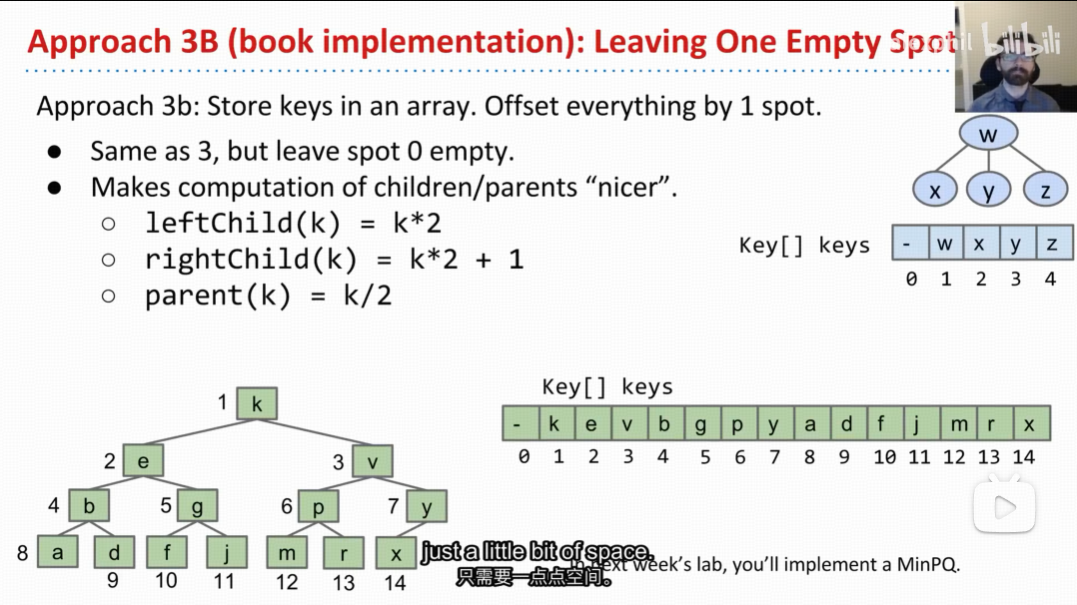 Approach 3B (book implementation): Leaving One Empty Spot
bilibili
Approach 3b: Store keys in an array. Offset everything by 1 spot.
● Same as 3, but leave spot 0 empty.
● Makes computation of children/parents “nicer”.
○ leftChild(k) = k*2
○ rightChild(k) = k*2 + 1
○ parent(k) = k/2
w
x y z
Key[] keys - w x y z
0 1 2 3 4
Key[] keys
- k e v b g p y a d f j m r x
0 1 2 3 4 5 6 7 8 9 10 11 12 13 14
1 k
2 e 3 v
4 b 5 g 6 p 7 y
8 a d f j m r x
9 10 11 12 13 14
just a little bit of space.
只需要一点点空间。
In next week’s lab, you’ll implement a MinPQ.